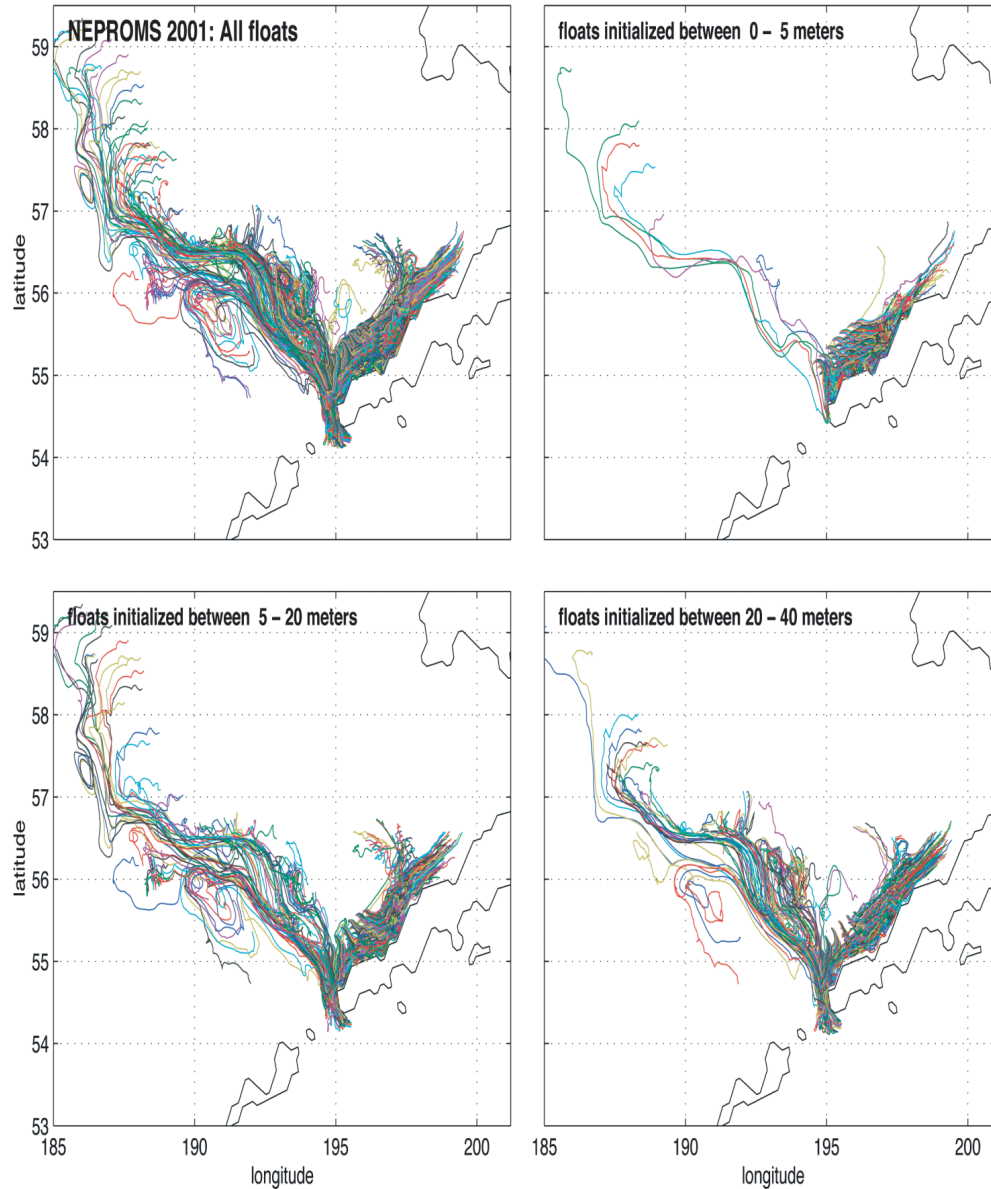 NEPROMS 2001: All floats
floats initialized between 0 – 5 meters
59
58
57
56
55
54
53
latitude
floats initialized between 5 – 20 meters
floats initialized between 20 – 40 meters
59
58
57
56
55
54
53
latitude
185
190
195
200
185
190
195
200
longitude
longitude